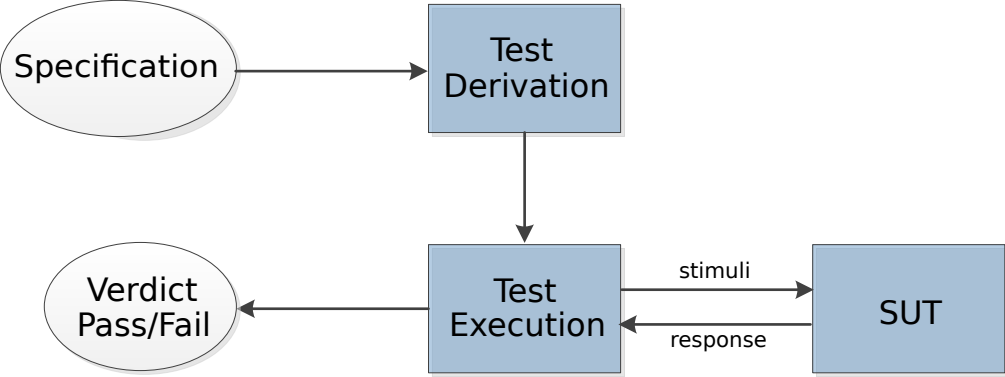 Specification
Test
Derivation
Verdict
Pass/Fail
Test
Execution
stimuli
response
SUT